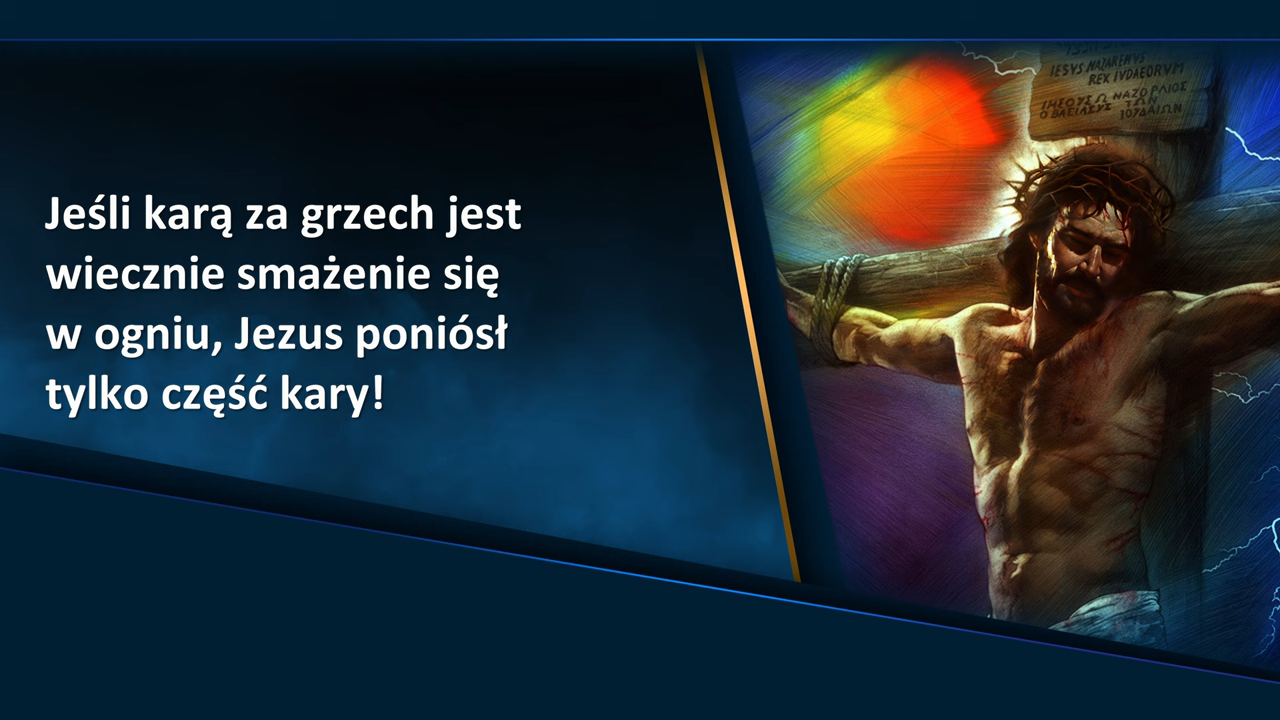 Jeśli karą za grzech jest
wiecznie smażenie się
w ogniu, Jezus poniósł
tylko część kary!
IESVS NAZARENVS
REX IVDAEORVM